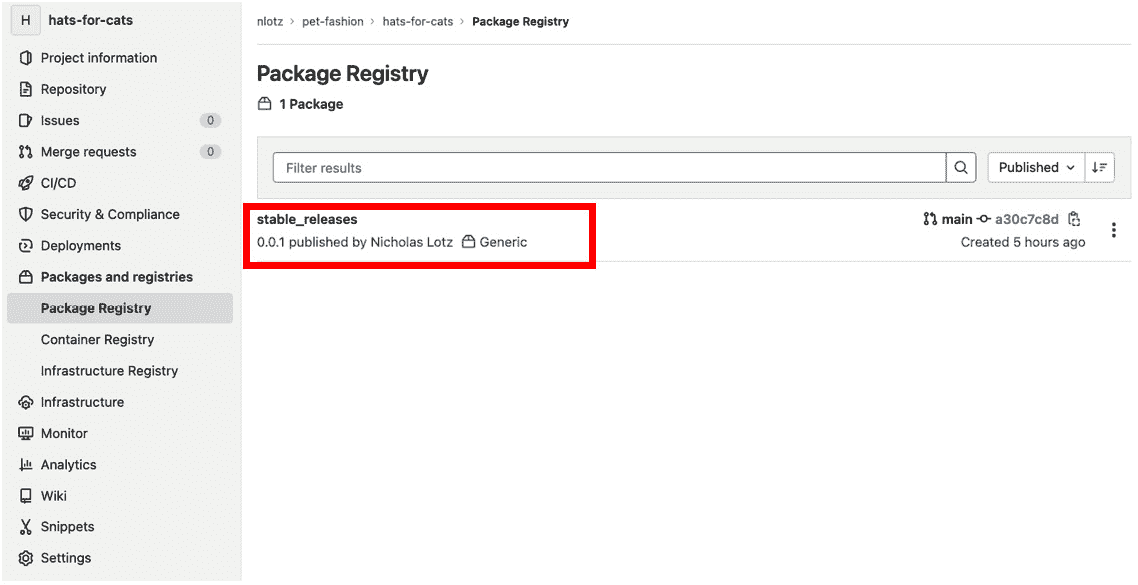 H hats-for-cats
Project information
Repository
Issues 0
Merge requests 0
CI/CD
Security & Compliance
Deployments
Packages and registries
Package Registry
Container Registry
Infrastructure Registry
Infrastructure
Monitor
Analytics
Wiki
Snippets
Settings
nlotz › pet-fashion › hats-for-cats › Package Registry
Package Registry
1 Package
Filter results
Published
stable_releases
0.0.1 published by Nicholas Lotz Generic
main a30c7c8d
Created 5 hours ago